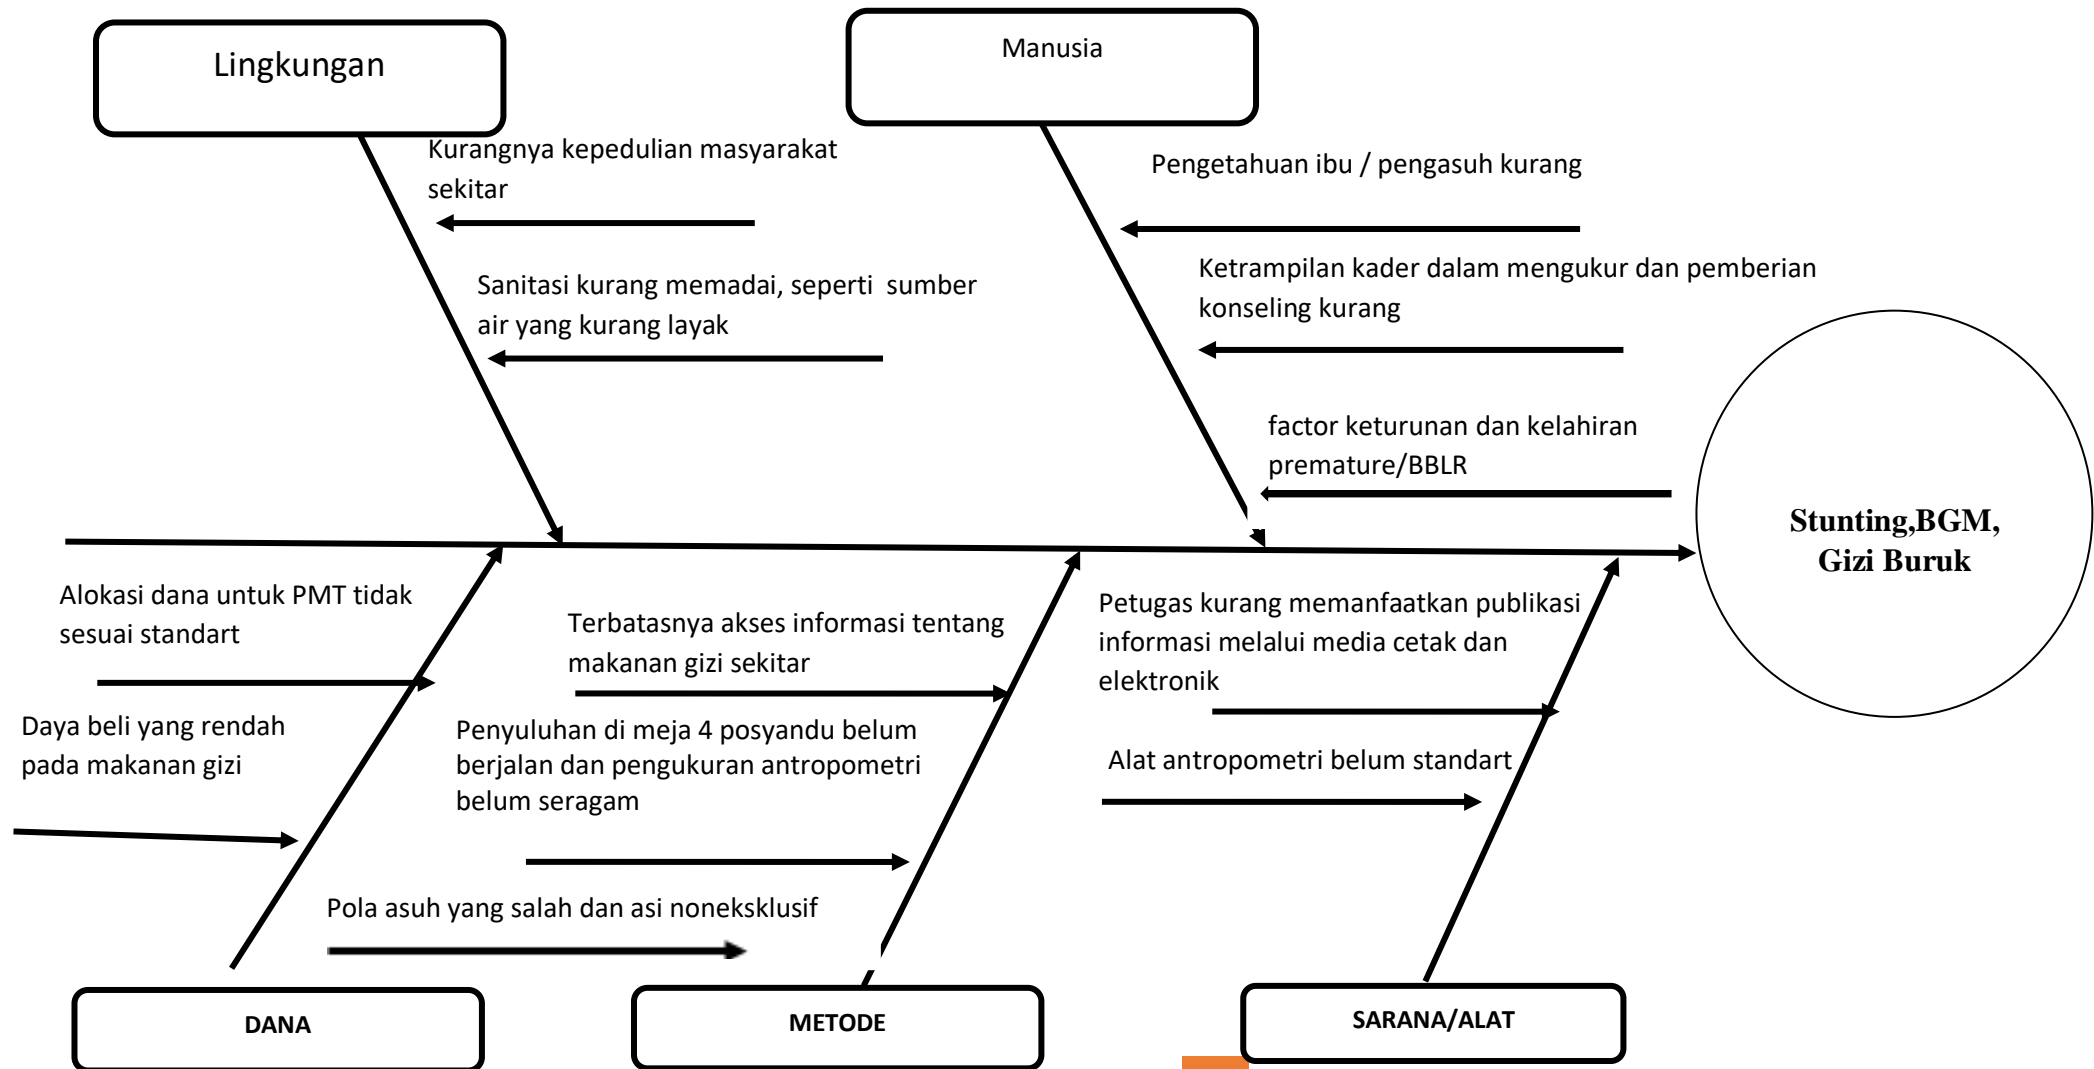 Lingkungan
Manusia
Kurangnya kepedulian masyarakat
sekitar
Sanitasi kurang memadai, seperti  sumber
air yang kurang layak
Pengetahuan ibu / pengasuh kurang
Ketrampilan kader dalam mengukur dan pemberian
konseling kurang
factor keturunan dan kelahiran
premature/BBLR
Stunting,BGM,
Gizi Buruk
Alokasi dana untuk PMT tidak
sesuai standart
Daya beli yang rendah
pada makanan gizi
Terbatasnya akses informasi tentang
makanan gizi sekitar
Penyuluhan di meja 4 posyandu belum
berjalan dan pengukuran antropometri
belum seragam
Pola asuh yang salah dan asi noneksklusif
Petugas kurang memanfaatkan publikasi
informasi melalui media cetak dan
elektronik
Alat antropometri belum standart
DANA
METODE
SARANA/ALAT